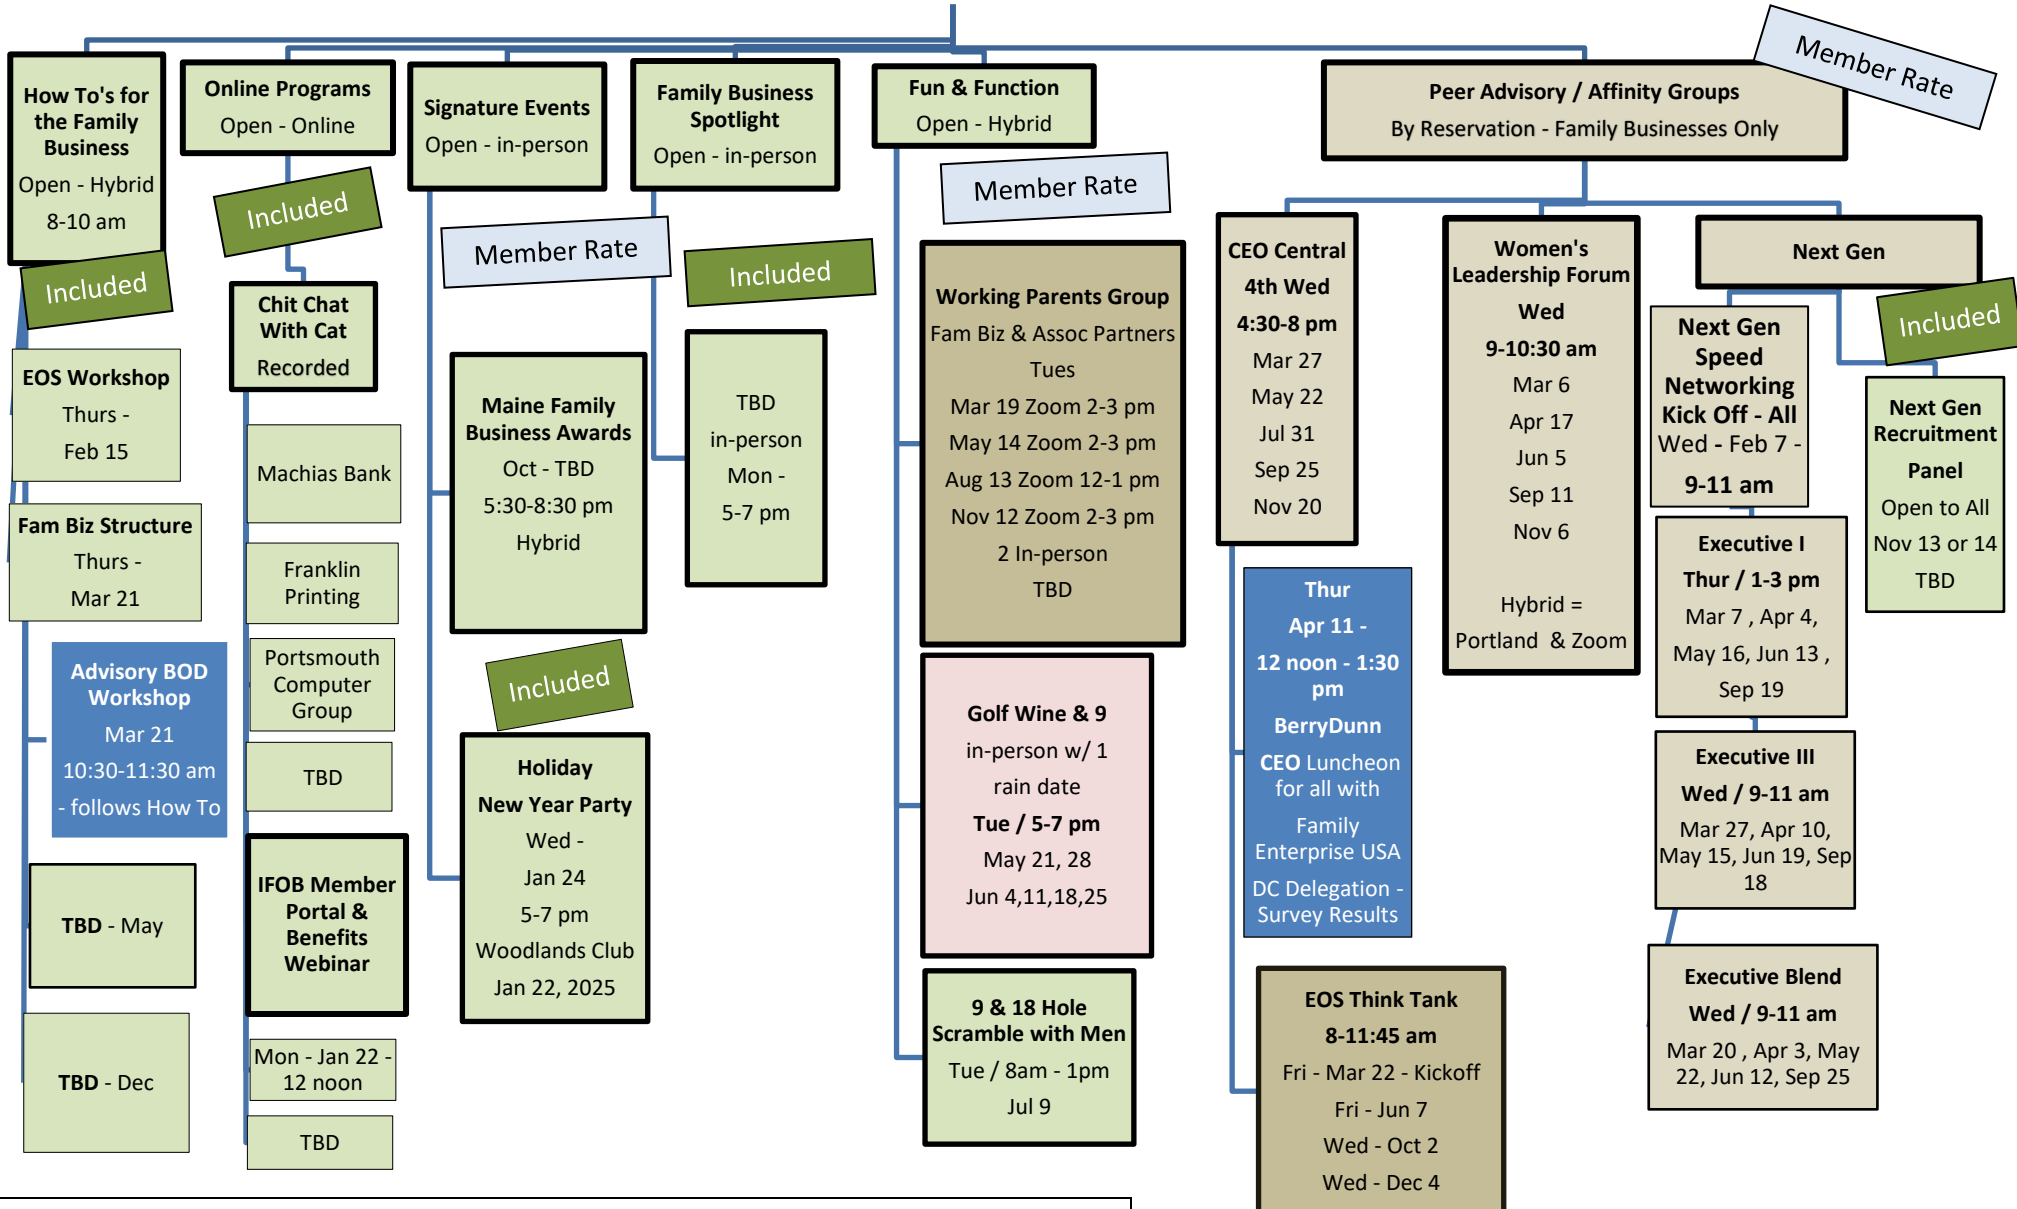 How To's for
the Family
Business
Open - Hybrid
8-10 am
Included
EOS Workshop
Thurs -
Feb 15
Fam Biz Structure
Thurs -
Mar 21
Advisory BOD
Workshop
Mar 21
10:30-11:30 am
- follows How To
TBD - May
TBD - Dec
Online Programs
Open - Online
Included
Chit Chat
With Cat
Recorded
Machias Bank
Franklin
Printing
Portsmouth
Computer
Group
TBD
IFOB Member
Portal &
Benefits
Webinar
Mon - Jan 22 -
12 noon
TBD
Signature Events
Open - in-person
Member Rate
Maine Family
Business Awards
Oct - TBD
5:30-8:30 pm
Hybrid
Included
Holiday
New Year Party
Wed -
Jan 24
5-7 pm
Woodlands Club
Jan 22, 2025
Family Business
Spotlight
Open - in-person
Included
TBD
in-person
Mon -
5-7 pm
Fun & Function
Open - Hybrid
Member Rate
Working Parents Group
Fam Biz & Assoc Partners
Tues
Mar 19 Zoom 2-3 pm
May 14 Zoom 2-3 pm
Aug 13 Zoom 12-1 pm
Nov 12 Zoom 2-3 pm
2 In-person
TBD
Golf Wine & 9
in-person w/ 1
rain date
Tue / 5-7 pm
May 21, 28
Jun 4,11,18,25
9 & 18 Hole
Scramble with Men
Tue / 8am - 1pm
Jul 9
Peer Advisory / Affinity Groups
By Reservation - Family Businesses Only
Member Rate
CEO Central
4th Wed
4:30-8 pm
Mar 27
May 22
Jul 31
Sep 25
Nov 20
Thur
Apr 11 -
12 noon - 1:30
pm
BerryDunn
CEO Luncheon
for all with
Family
Enterprise USA
DC Delegation -
Survey Results
EOS Think Tank
8-11:45 am
Fri - Mar 22 - Kickoff
Fri - Jun 7
Wed - Oct 2
Wed - Dec 4
Women's
Leadership Forum
Wed
9-10:30 am
Mar 6
Apr 17
Jun 5
Sep 11
Nov 6
Hybrid =
Portland & Zoom
Next Gen
Included
Next Gen
Speed
Networking
Kick Off - All
Wed - Feb 7 -
9-11 am
Executive I
Thur / 1-3 pm
Mar 7 , Apr 4,
May 16, Jun 13 ,
Sep 19
Executive III
Wed / 9-11 am
Mar 27, Apr 10,
May 15, Jun 19, Sep
18
Executive Blend
Wed / 9-11 am
Mar 20 , Apr 3, May
22, Jun 12, Sep 25
Next Gen
Recruitment
Panel
Open to All
Nov 13 or 14
TBD